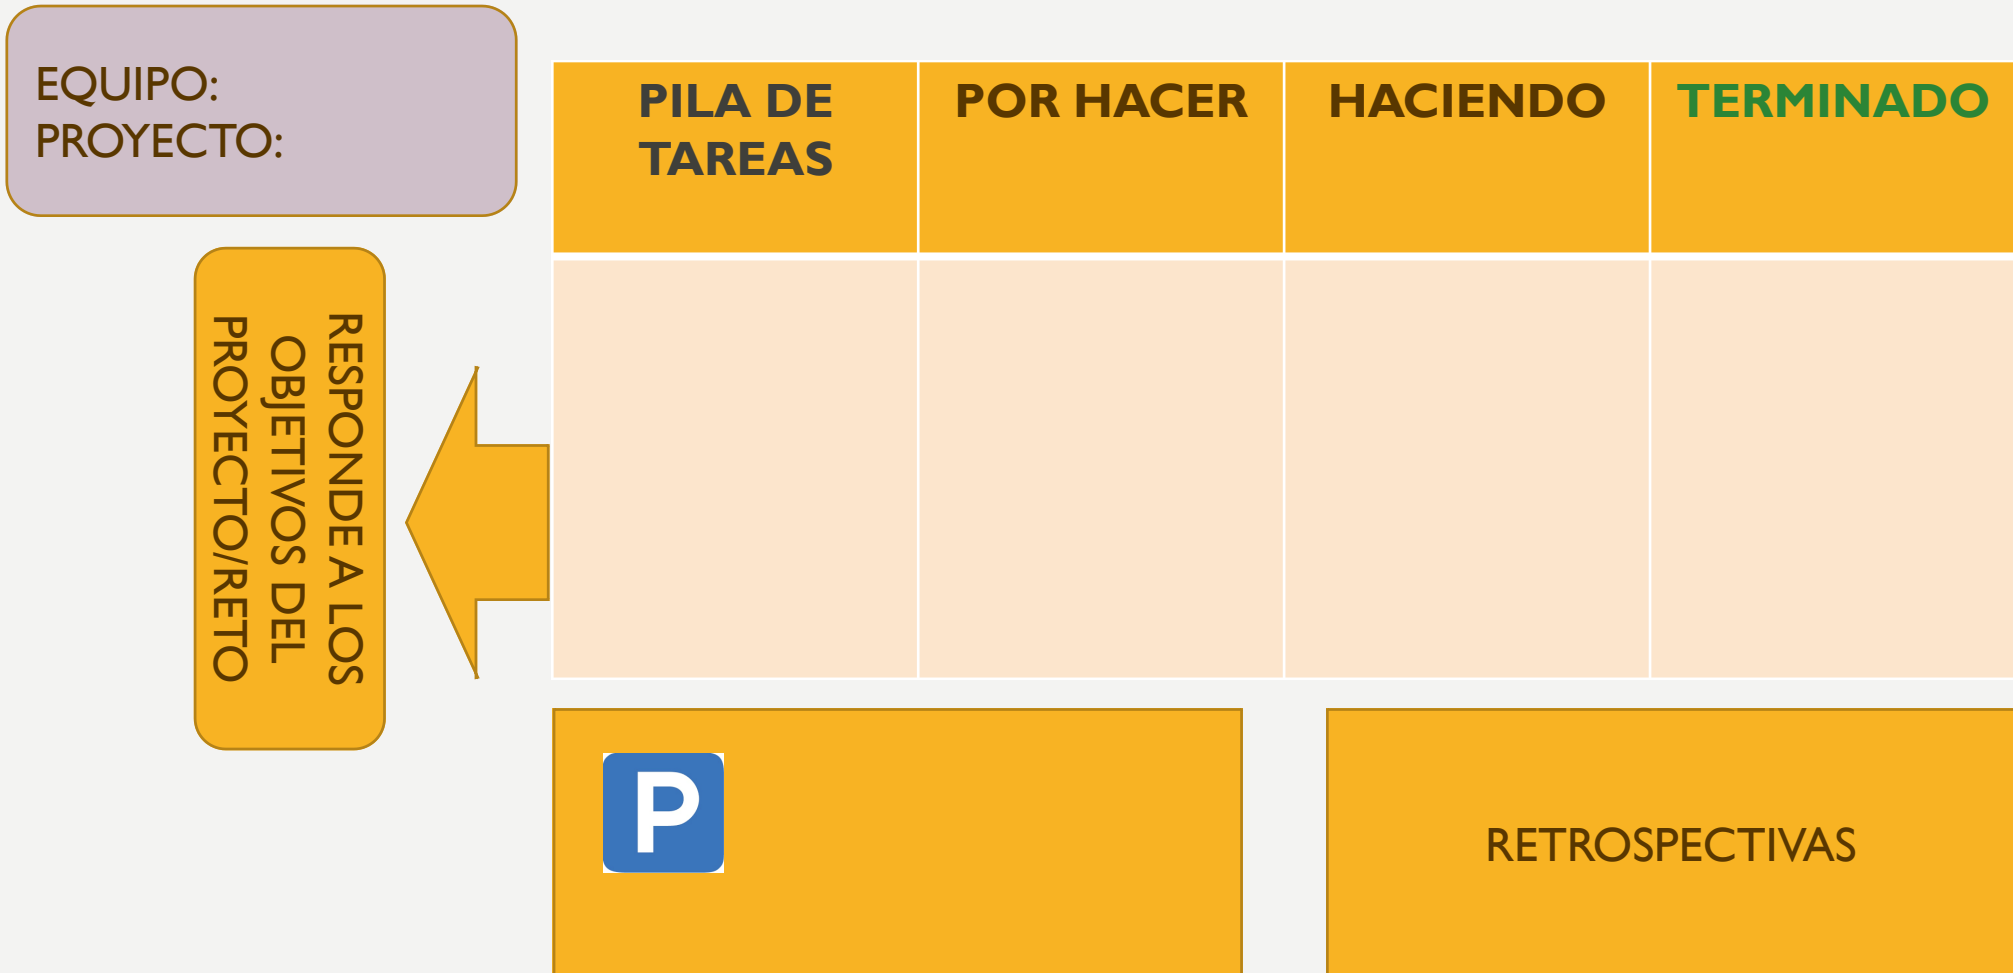 EQUIPO:
PROYECTO:
PILA DE
TAREAS
POR HACER
HACIENDO
TERMINADO
RESPONDE A LOS
OBJETIVOS DEL
PROYECTO/RETO
P
RETROSPECTIVAS